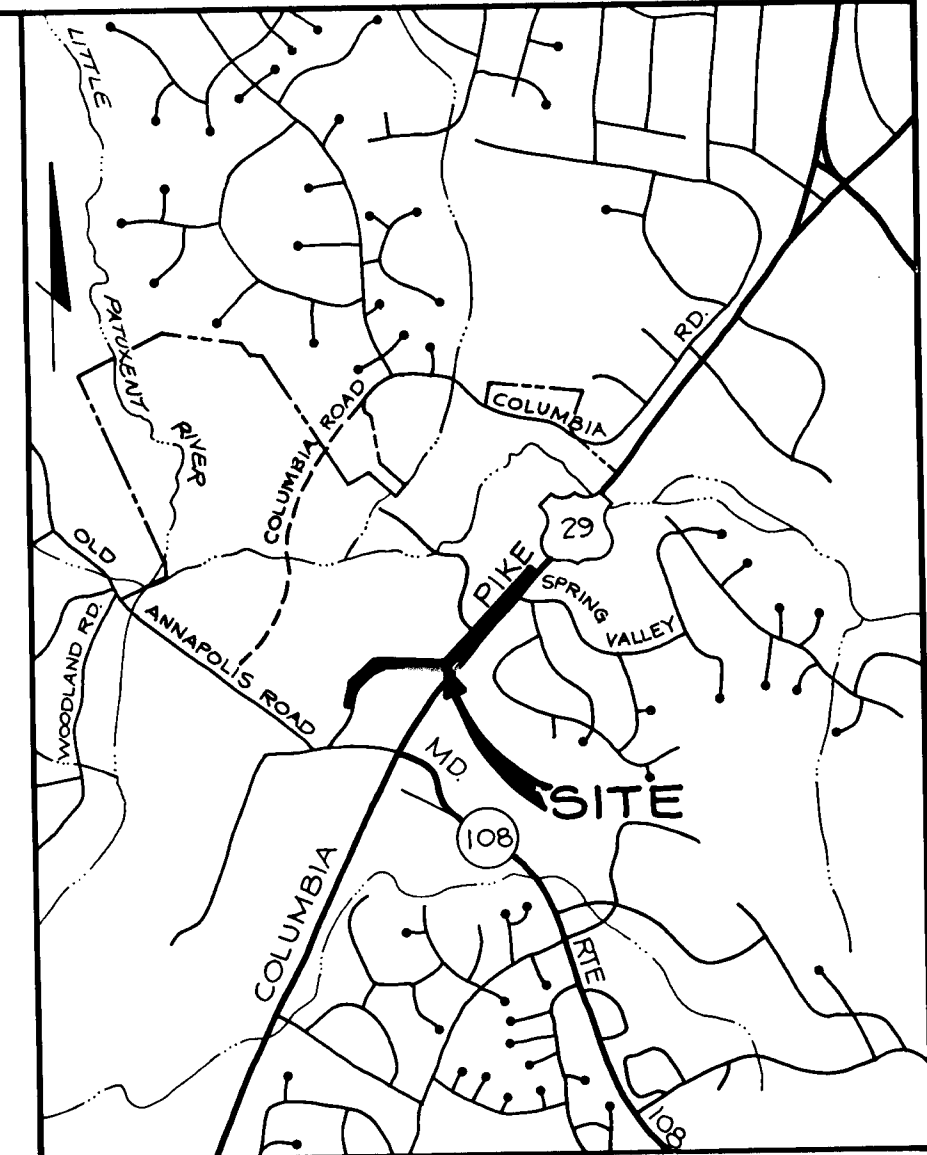 LITTLE
PATUXENT
RIVER
COLUMBIA ROAD
COLUMBIA
RD.
29
PIKE
SPRING
VALLEY
OLD
ANNAPOLIS ROAD
WOODLAND RD.
MD.
SITE
108
COLUMBIA
RTE
108